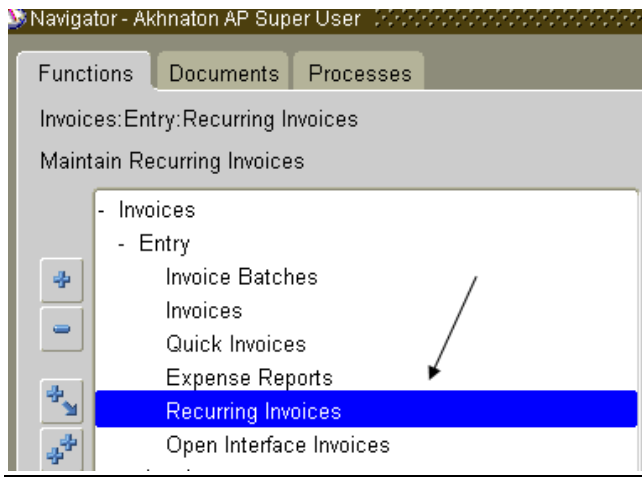 Navigator - Akhnaton AP Super User
Functions Documents Processes
Invoices:Entry:Recurring Invoices
Maintain Recurring Invoices
- Invoices
- Entry
Invoice Batches
Invoices
Quick Invoices
Expense Reports
Recurring Invoices
Open Interface Invoices